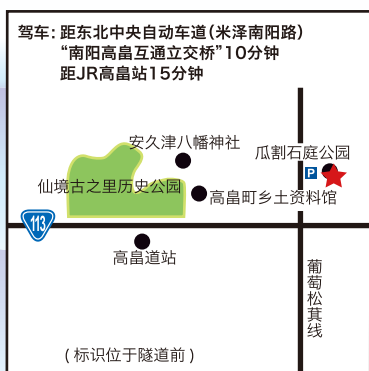 驾车：距东北中央自动车道（米泽南阳路）
“南阳高畠互通立交桥”10分钟
距JR高畠站15分钟
安久津八幡神社
瓜割石庭公园
P
仙境古之里历史公园
高畠町乡土资料馆
113
高畠道站
葡萄松萁线
（标识位于隧道前）